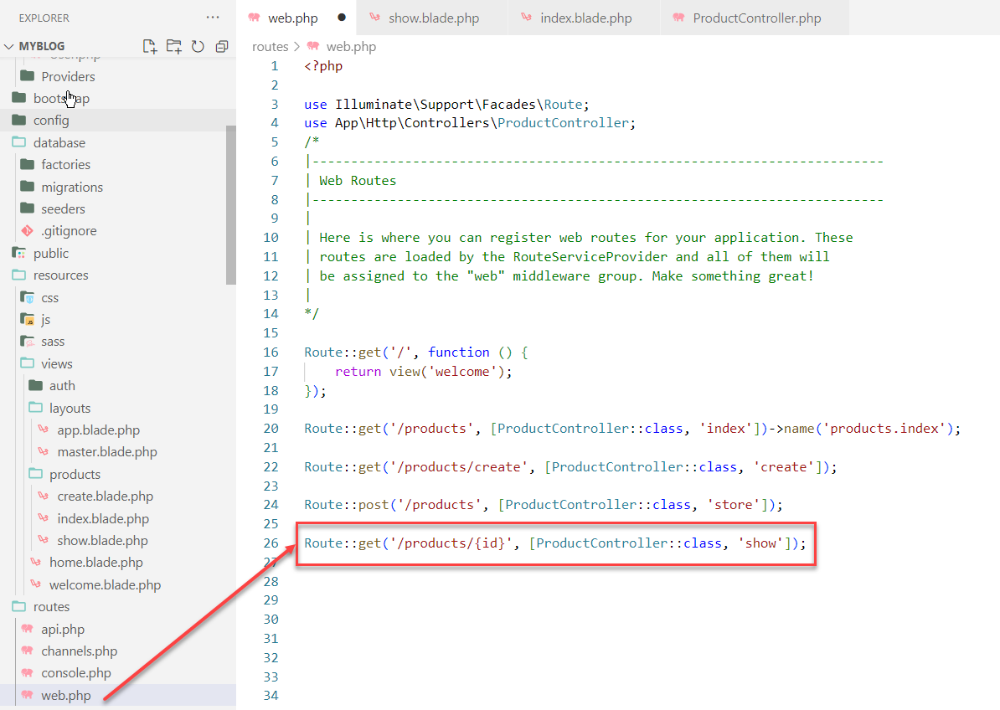 EXPLORER
MYBLOG
User.php
Providers
bootstrap
config
database
factories
migrations
seeders
.gitignore
public
resources
css
js
sass
views
auth
layouts
app.blade.php
master.blade.php
products
create.blade.php
index.blade.php
show.blade.php
home.blade.php
welcome.blade.php
routes
api.php
channels.php
console.php
web.php
web.php show.blade.php index.blade.php ProductController.php
routes > web.php
1 <?php
2
3 use Illuminate\Support\Facades\Route;
4 use App\Http\Controllers\ProductController;
5 /*
6 |--------------------------------------------------------------------------
7 | Web Routes
8 |--------------------------------------------------------------------------
9 |
10 | Here is where you can register web routes for your application. These
11 | routes are loaded by the RouteServiceProvider and all of them will
12 | be assigned to the "web" middleware group. Make something great!
13 |
14 */
15
16 Route::get('/', function () {
17     return view('welcome');
18 });
19
20 Route::get('/products', [ProductController::class, 'index'])->name('products.index');
21
22 Route::get('/products/create', [ProductController::class, 'create']);
23
24 Route::post('/products', [ProductController::class, 'store']);
25
26 Route::get('/products/{id}', [ProductController::class, 'show']);
27
28
29
30
31
32
33
34